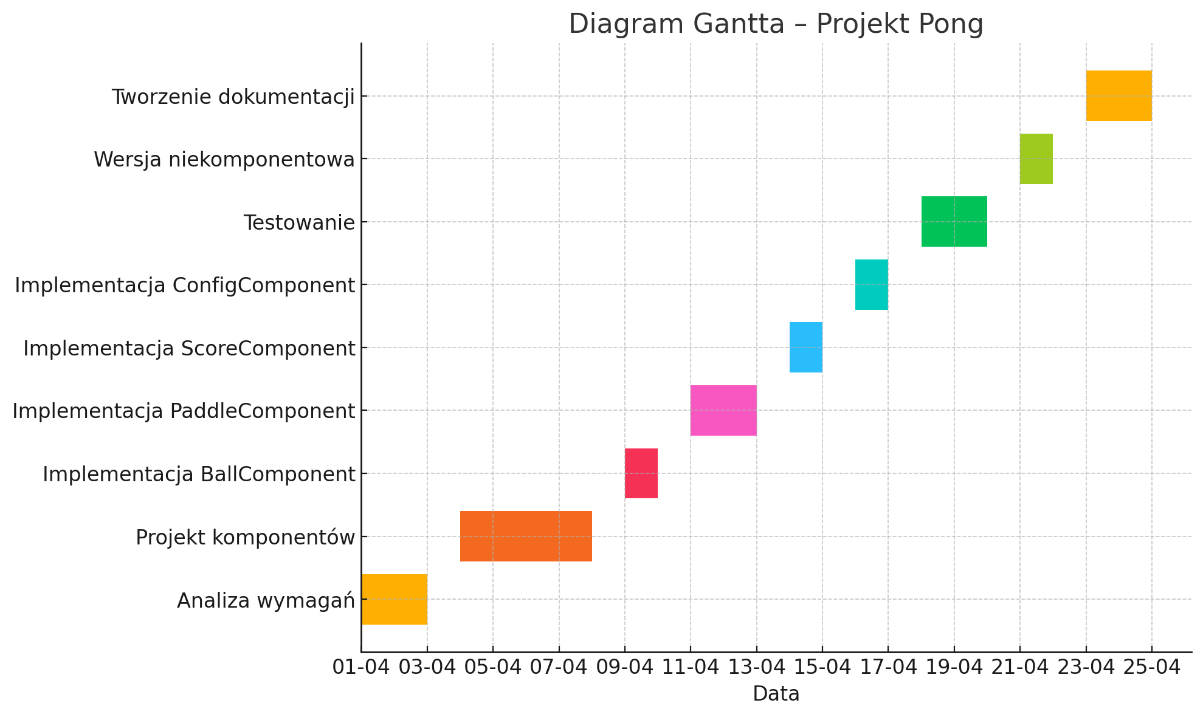 Diagram Gantta – Projekt Pong
Tworzenie dokumentacji
Wersja niekomponentowa
Testowanie
Implementacja ConfigComponent
Implementacja ScoreComponent
Implementacja PaddleComponent
Implementacja BallComponent
Projekt komponentów
Analiza wymagań
01-04 03-04 05-04 07-04 09-04 11-04 13-04 15-04 17-04 19-04 21-04 23-04 25-04
Data